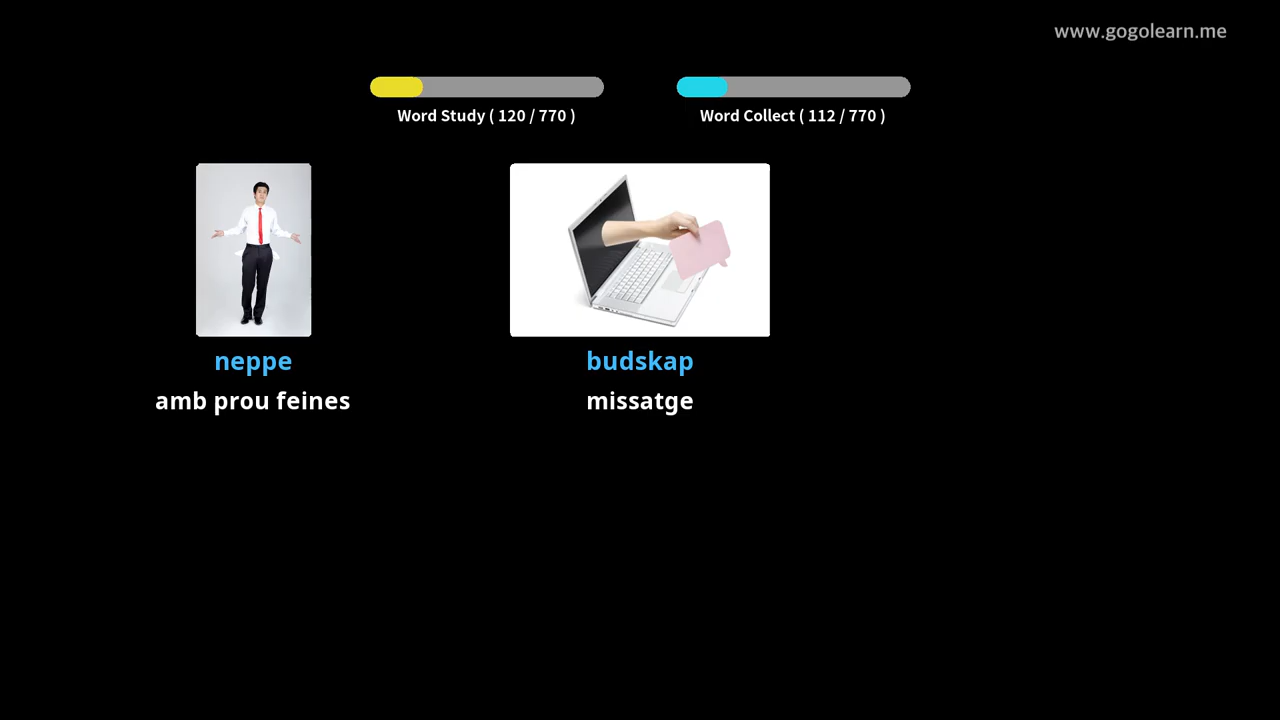 www.gogolearn.me
Word Study ( 120 / 770 )
Word Collect ( 112 / 770 )
neppe
amb prou feines
budskap
missatge